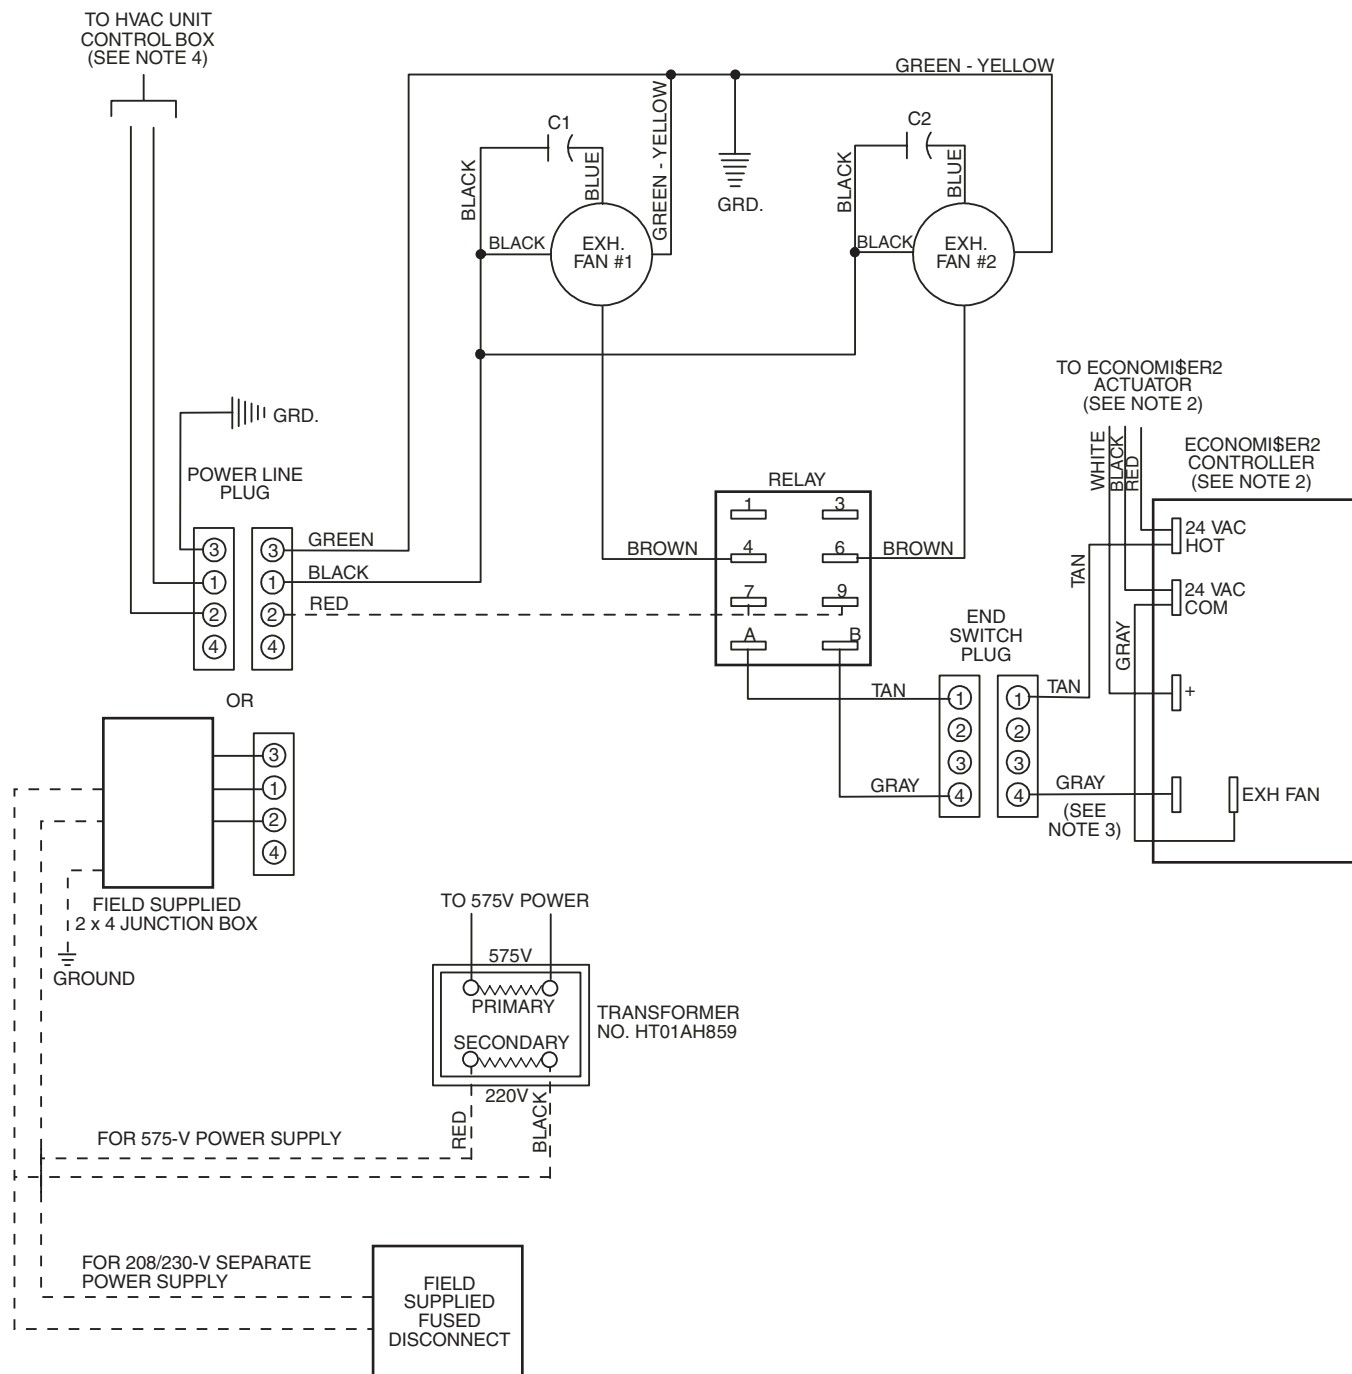 TO HVAC UNIT
CONTROL BOX
(SEE NOTE 4)
GREEN - YELLOW
C1
C2
BLACK
BLUE
GREEN - YELLOW
BLACK
BLUE
GRD.
BLACK
EXH.
FAN #1
BLACK
EXH.
FAN #2
TO ECONOMI$ER2
ACTUATOR
(SEE NOTE 2)
GRD.
WHITE
BLACK
RED
ECONOMI$ER2
CONTROLLER
(SEE NOTE 2)
POWER LINE
PLUG
RELAY
1
3
24 VAC
HOT
3
3
GREEN
BROWN
4
6
BROWN
TAN
1
1
BLACK
7
9
24 VAC
COM
2
2
RED
END
SWITCH
PLUG
GRAY
4
4
A
B
OR
TAN
1
1
TAN
+
2
2
3
3
GRAY
4
4
GRAY
(SEE
NOTE 3)
EXH FAN
3
1
2
4
FIELD SUPPLIED
2 x 4 JUNCTION BOX
GROUND
TO 575V POWER
575V
PRIMARY
TRANSFORMER
NO. HT01AH859
SECONDARY
220V
RED
BLACK
FOR 575-V POWER SUPPLY
FOR 208/230-V SEPARATE
POWER SUPPLY
FIELD
SUPPLIED
FUSED
DISCONNECT